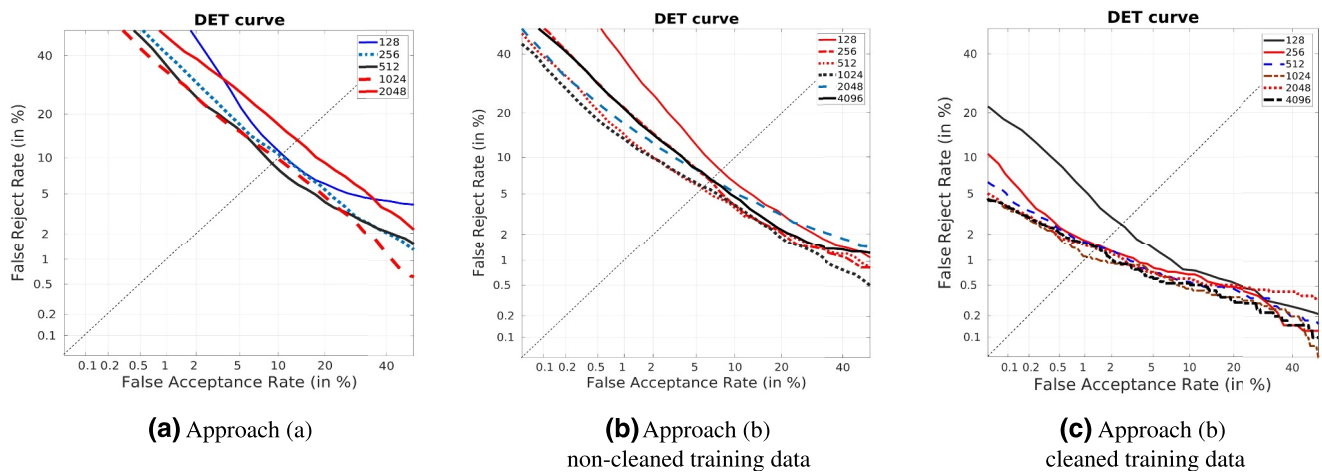 DET curve
40
20
10
5
2
1
0.5
0.2
0.1
False Reject Rate (in %)
0.1 0.2 0.5 1 2 5 10 20 40
False Acceptance Rate (in %)
128
256
512
1024
2048
(a) Approach (a)
DET curve
40
20
10
5
2
1
0.5
0.2
0.1
False Reject Rate (in %)
0.1 0.2 0.5 1 2 5 10 20 40
False Acceptance Rate (in %)
128
256
512
1024
2048
4096
(b) Approach (b)
non-cleaned training data
DET curve
40
20
10
5
2
1
0.5
0.2
0.1
False Reject Rate (in %)
0.1 0.2 0.5 1 2 5 10 20 40
False Acceptance Rate (in %)
128
256
512
1024
2048
4096
(c) Approach (b)
cleaned training data